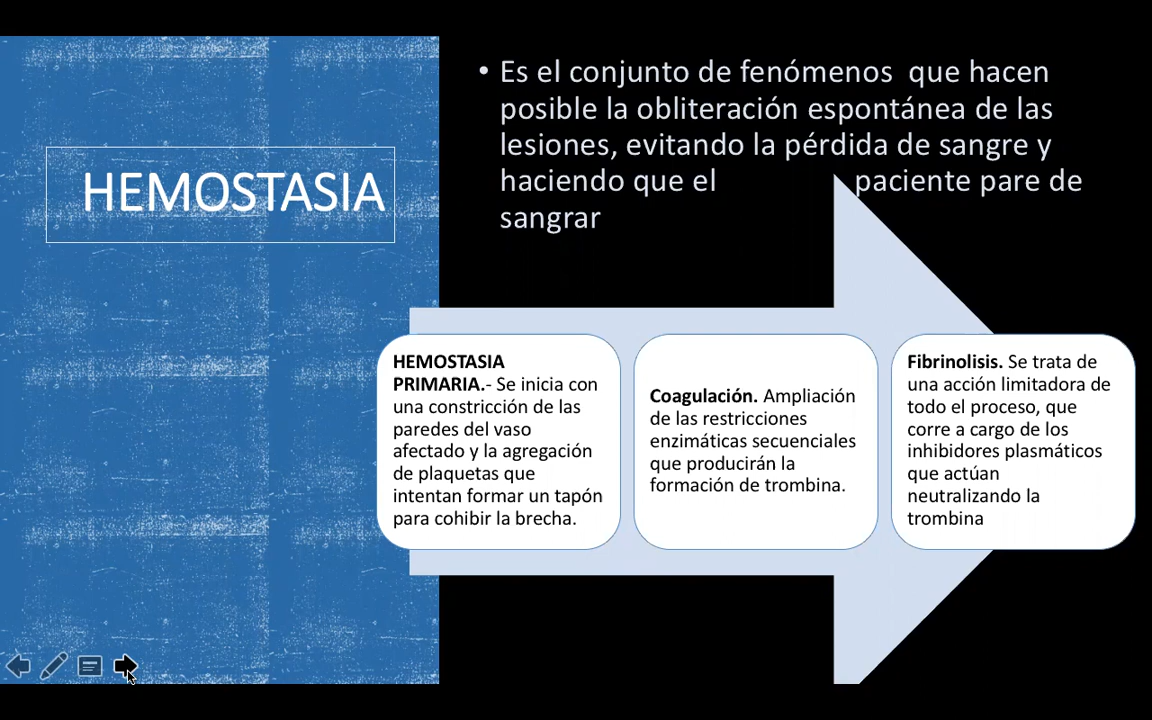 HEMOSTASIA
• Es el conjunto de fenómenos que hacen
posible la obliteración espontánea de las
lesiones, evitando la pérdida de sangre y
haciendo que el paciente pare de
sangrar
HEMOSTASIA
PRIMARIA.- Se inicia con
una constricción de las
paredes del vaso
afectado y la agregación
de plaquetas que
intentan formar un tapón
para cohibir la brecha.
Coagulación. Ampliación
de las restricciones
enzimáticas secuenciales
que producirán la
formación de trombina.
Fibrinolisis. Se trata de
una acción limitadora de
todo el proceso, que
corre a cargo de los
inhibidores plasmáticos
que actúan
neutralizando la
trombina